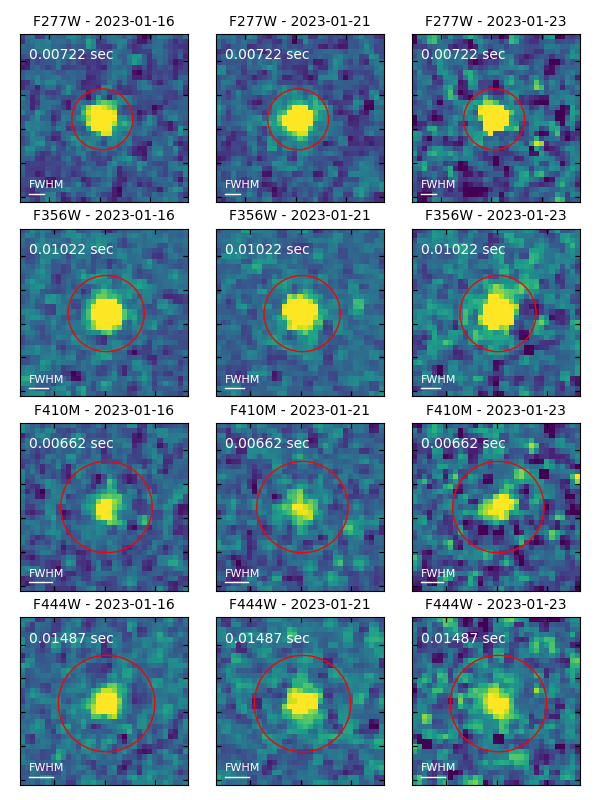 F277W - 2023-01-16
F277W - 2023-01-21
F277W - 2023-01-23
0.00722 sec
0.00722 sec
0.00722 sec
FWHM
FWHM
FWHM
F356W - 2023-01-16
F356W - 2023-01-21
F356W - 2023-01-23
0.01022 sec
0.01022 sec
0.01022 sec
FWHM
FWHM
FWHM
F410M - 2023-01-16
F410M - 2023-01-21
F410M - 2023-01-23
0.00662 sec
0.00662 sec
0.00662 sec
FWHM
FWHM
FWHM
F444W - 2023-01-16
F444W - 2023-01-21
F444W - 2023-01-23
0.01487 sec
0.01487 sec
0.01487 sec
FWHM
FWHM
FWHM